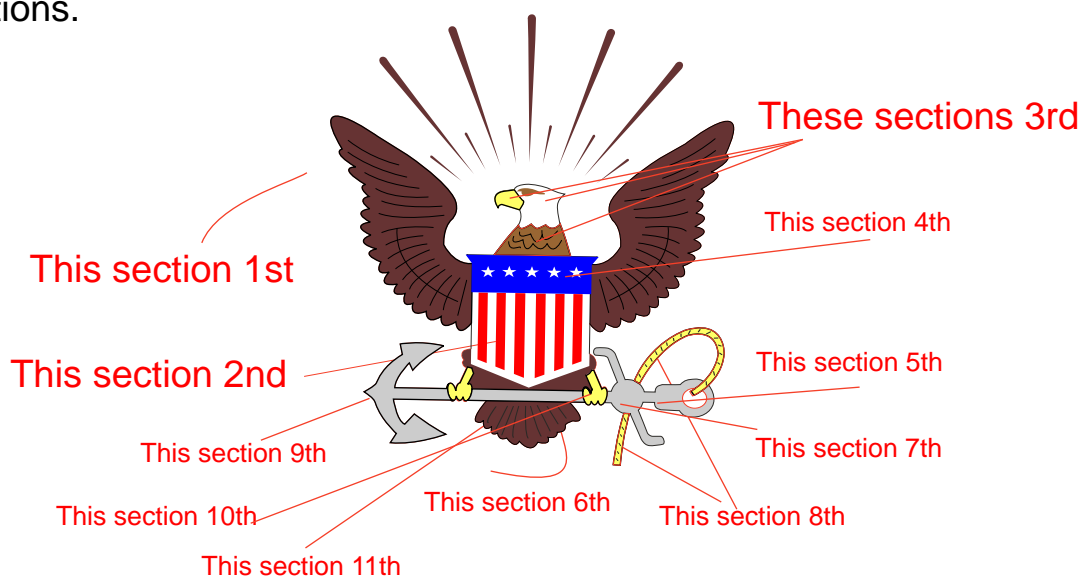 These sections 3rd
This section 4th
This section 1st
This section 2nd
This section 5th
This section 9th
This section 7th
This section 6th
This section 10th
This section 8th
This section 11th